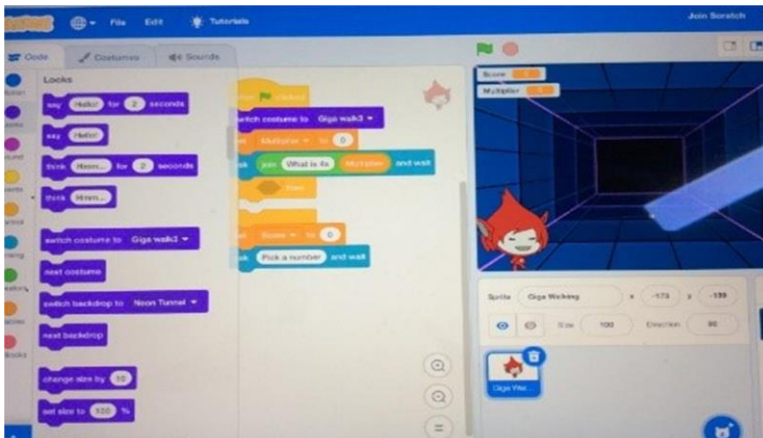 File Edit Tutorials Join Scratch
Code Costumes Sounds
Looks
say Hello! for 2 seconds
say Hello!
think Hmm... for 2 seconds
think Hmm...
switch costume to Giga walk3
next costume
switch backdrop to Neon Tunnel
next backdrop
change size by 10
set size to 100 %
clicked
switch costume to Giga walk3
Multiplier to 0
join What is 4x Multiplier and wait
then
Score to 0
Pick a number and wait
Score
Multiplier
Sprite Giga Walking x -173 y
Size 100 Direction 90
Giga Wal...